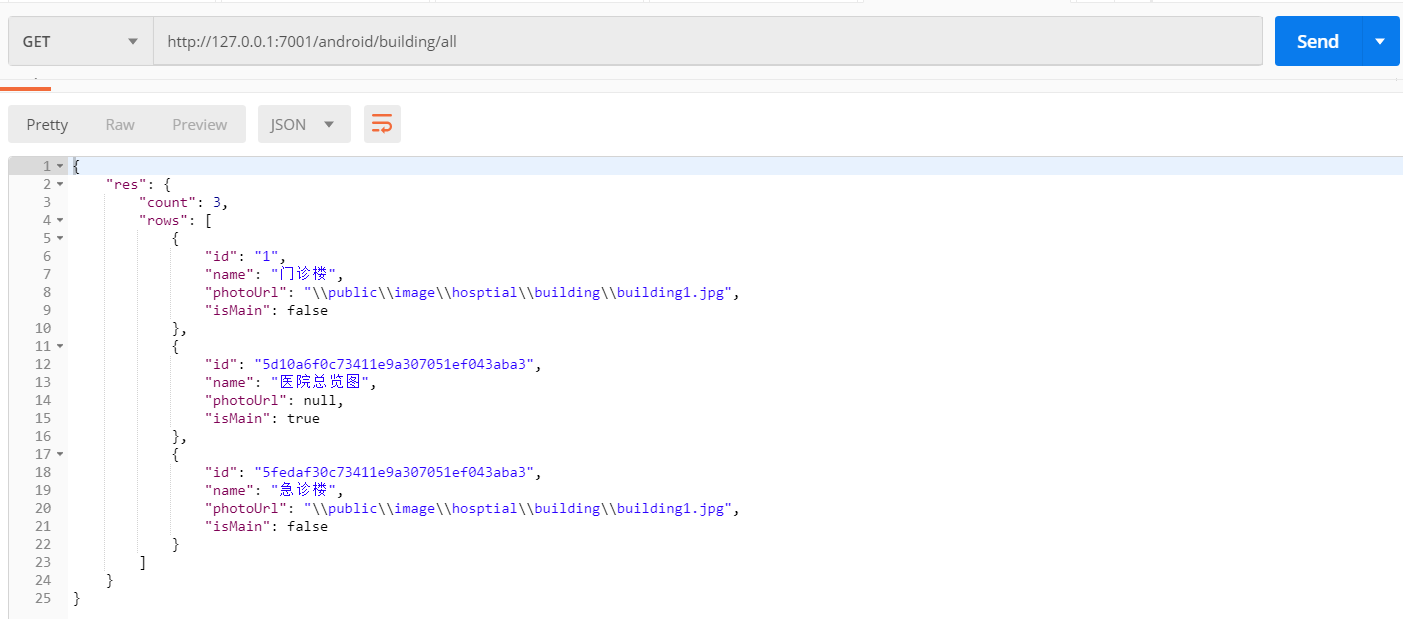 GET http://127.0.0.1:7001/android/building/all Send
Pretty Raw Preview JSON
1 {
2 "res": {
3 "count": 3,
4 "rows": [
5 {
6 "id": "1",
7 "name": "门诊楼",
8 "photoUrl": "\\public\\image\\hosptial\\building\\building1.jpg",
9 "isMain": false
10 },
11 {
12 "id": "5d10a6f0c73411e9a307051ef043aba3",
13 "name": "医院总览图",
14 "photoUrl": null,
15 "isMain": true
16 },
17 {
18 "id": "5fedaf30c73411e9a307051ef043aba3",
19 "name": "急诊楼",
20 "photoUrl": "\\public\\image\\hosptial\\building\\building1.jpg",
21 "isMain": false
22 }
23 ]
24 }
25 }